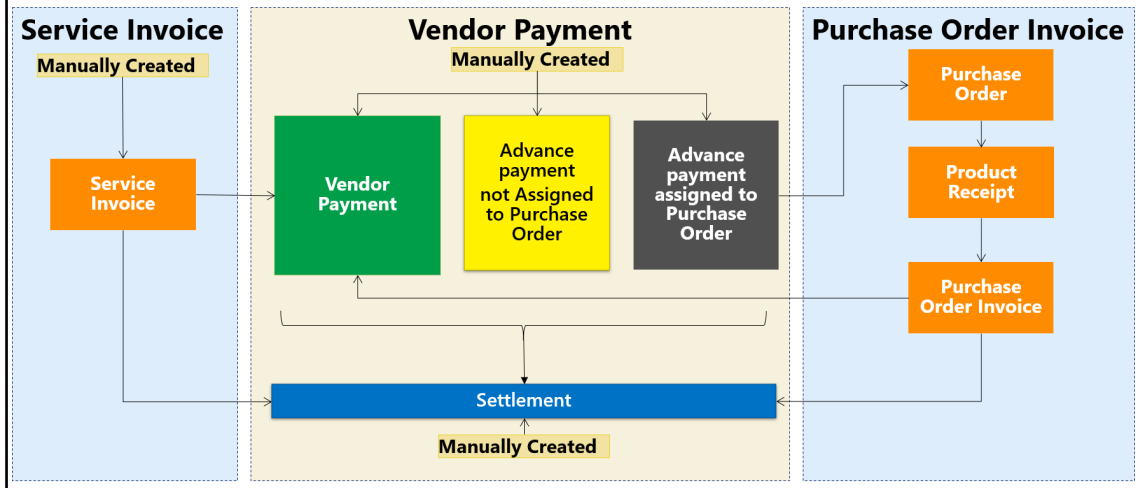 Service Invoice
Manually Created
Service
Invoice
Vendor Payment
Manually Created
Vendor
Payment
Advance
payment
not Assigned
to Purchase
Order
Advance
payment
assigned to
Purchase
Order
Settlement
Manually Created
Purchase Order Invoice
Purchase
Order
Product
Receipt
Purchase
Order Invoice